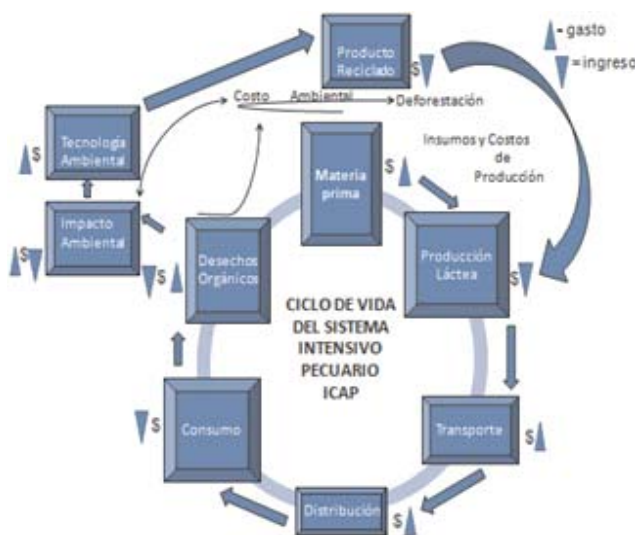 Producto
Reciclado
$
= gasto
= ingreso
Costo Ambiental
Deforestación
Tecnología
Ambiental
$
Insumos y Costos
de
Producción
Materia
prima
$
Impacto
Ambiental
$
$
Desechos
Orgánicos
Producción
Láctea
$
CICLO DE VIDA
DEL SISTEMA
INTENSIVO
PECUARIO
ICAP
Consumo
$
Transporte
$
Distribución
$